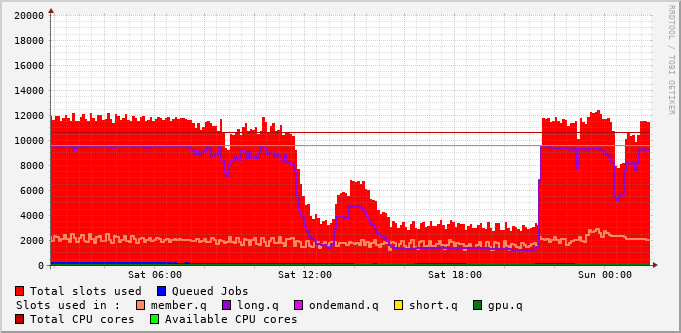 RRDTOOL / TOBI OETIKER
20000
18000
16000
14000
12000
10000
8000
6000
4000
2000
0
Sat 06:00 Sat 12:00 Sat 18:00 Sun 00:00
Total slots used Queued Jobs
Slots used in : member.q long.q ondemand.q short.q gpu.q
Total CPU cores Available CPU cores